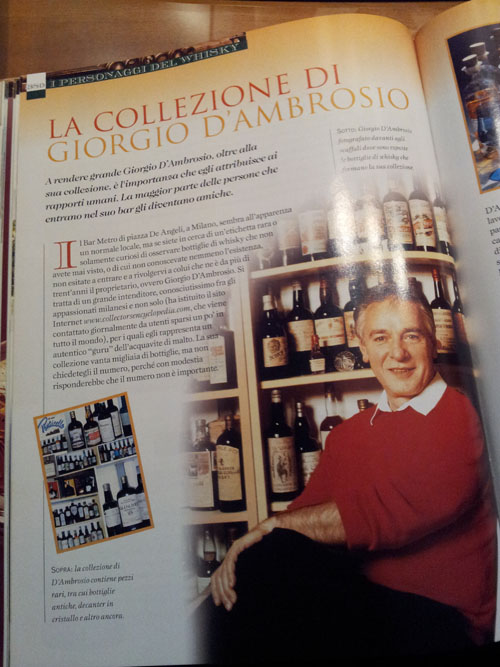 I PERSONAGGI DEL WHISKY
LA COLLEZIONE DI
GIORGIO D'AMBROSIO
A rendere grande Giorgio D'Ambrosio, oltre alla
sua collezione, è l'importanza che egli attribuisce ai
rapporti umani. La maggior parte delle persone che
entrano nel suo bar gli diventano amiche.
SOTTO: Giorgio D'Ambrosio
fotografato davanti agli
scaffali dove sono riposte
le bottiglie di whisky che
formano la sua collezione
Il Bar Metro di piazza De Angeli, a Milano, sembra all'apparenza
un normale locale, ma se siete in cerca di un'etichetta rara o
solamente curiosi di osservare bottiglie di whisky che non
avete mai visto, o di cui non conoscevate nemmeno l'esistenza,
non esitate a entrare e a rivolgervi a colui che ne è da più di
trent'anni il proprietario, ovvero Giorgio D'Ambrosio. Si
tratta di un grande intenditore, conosciutissimo fra gli
appassionati milanesi e non solo (ha istituito il sito
Internet www.collectorsencyclopedia.com, che viene
contattato giornalmente da utenti sparsi un po' in
tutto il mondo), per i quali egli rappresenta un
autentico "guru" dell'acquavite di malto. La sua
collezione vanta migliaia di bottiglie, ma non
chiedetegli il numero, perché con modestia
risponderebbe che il numero non è importante
SOPRA: la collezione di
D'Ambrosio contiene pezzi
rari, tra cui bottiglie
antiche, decanter in
cristallo e altro ancora.